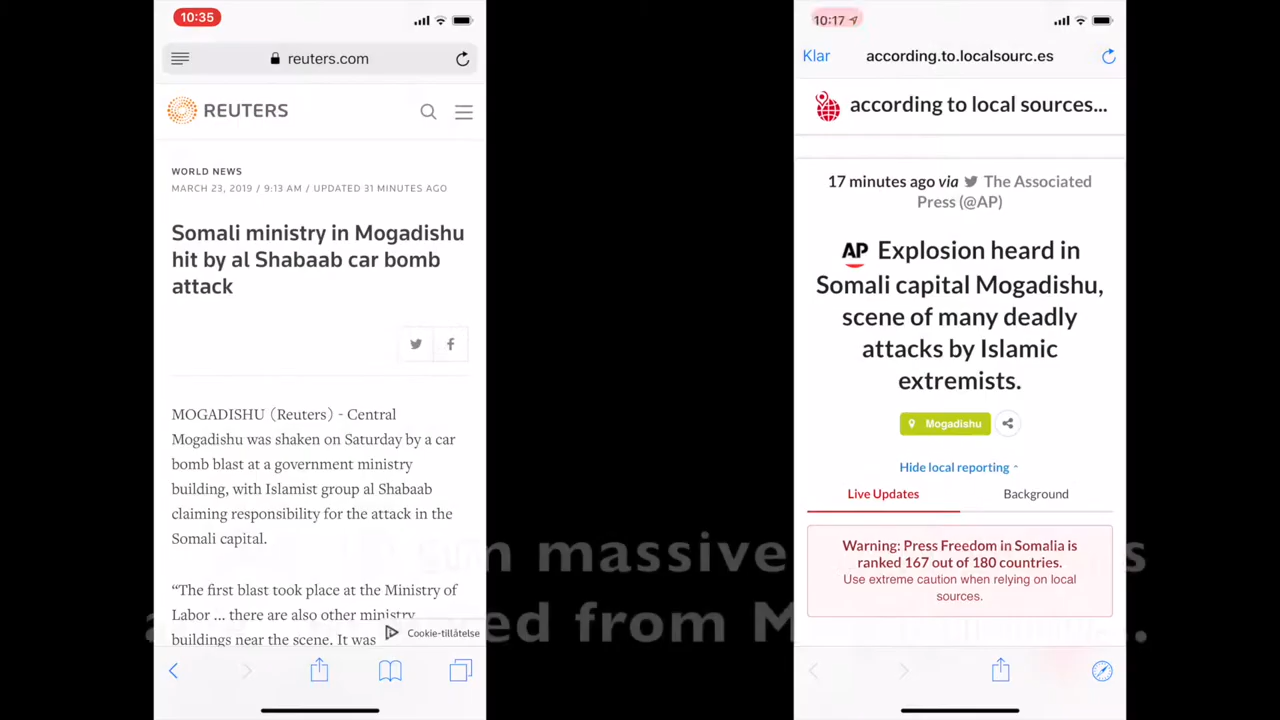 10:35
reuters.com
REUTERS
WORLD NEWS
MARCH 23, 2019 / 9:13 AM / UPDATED 31 MINUTES AGO
Somali ministry in Mogadishu
hit by al Shabaab car bomb
attack
MOGADISHU (Reuters) - Central
Mogadishu was shaken on Saturday by a car
bomb blast at a government ministry
building, with Islamist group al Shabaab
claiming responsibility for the attack in the
Somali capital.
“The first blast took place at the Ministry of
Labor ... there are also other ministry
buildings near the scene. It was
Cookie-tillåtelse
10:17
Klar
according.to.localsourc.es
according to local sources...
17 minutes ago via The Associated
Press (@AP)
AP Explosion heard in
Somali capital Mogadishu,
scene of many deadly
attacks by Islamic
extremists.
Mogadishu
Hide local reporting
Live Updates Background
Warning: Press Freedom in Somalia is
ranked 167 out of 180 countries.
Use extreme caution when relying on local
sources.
massive
from